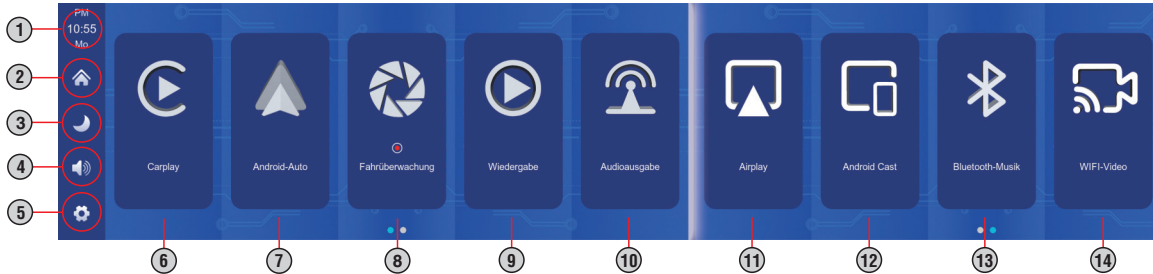 PM
10:55
Mo
1
2
3
4
5
Carplay
Android-Auto
Fahrüberwachung
Wiedergabe
Audioausgabe
Airplay
Android Cast
Bluetooth-Musik
WIFI-Video
6
7
8
9
10
11
12
13
14